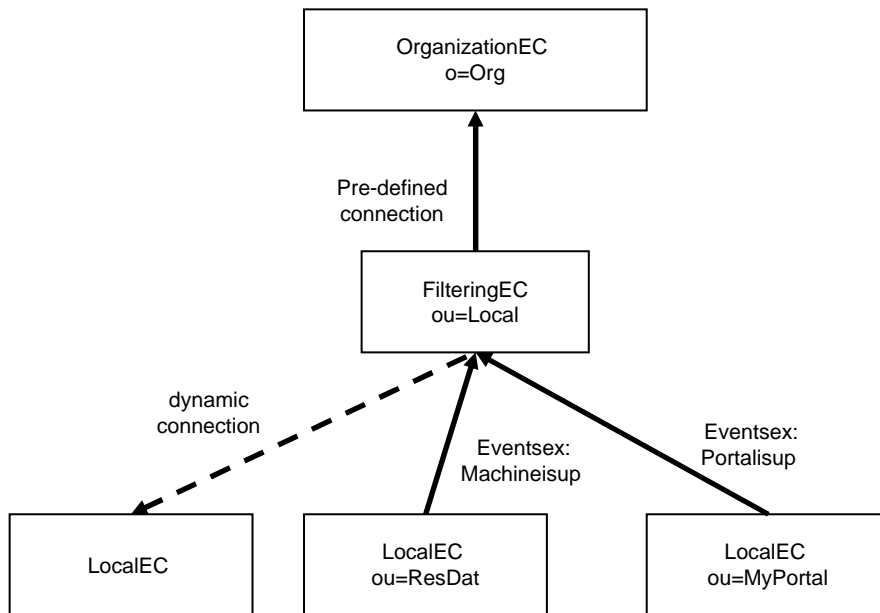 OrganizationEC
o=Org
Pre-defined
connection
FilteringEC
ou=Local
dynamic
connection
Eventsex:
Machineisup
Eventsex:
Portalisup
LocalEC
LocalEC
ou=ResDat
LocalEC
ou=MyPortal